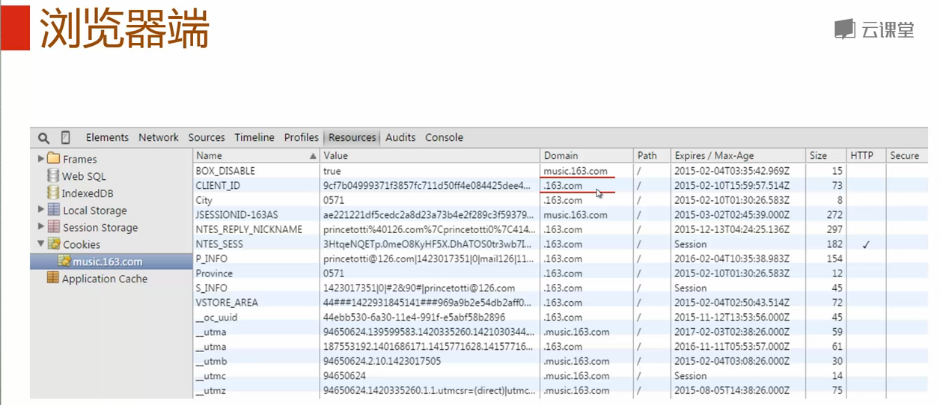 浏览器端
云课堂
Elements Network Sources Timeline Profiles Resources Audits Console
Frames
Web SQL
IndexedDB
Local Storage
Session Storage
Cookies
music.163.com
Application Cache
Name Value Domain Path Expires / Max-Age Size HTTP Secure
BOX_DISABLE true music.163.com / 2015-02-04T03:35:42.969Z 15
CLIENT_ID 9cf7b04999371f3857fc711d50ff4e084425dee4... .163.com / 2015-02-10T15:59:57.514Z 73
City 0571 .163.com / 2015-02-10T01:30:26.583Z 8
JSESSIONID-163AS ae221221df5cedc2a8d23a73b4e2f289c3f59379... music.163.com / 2015-03-02T02:45:39.000Z 272
NTES_REPLY_NICKNAME princetotti%40126.com%7Cprincetotti0%7C414... .163.com / 2015-12-13T04:24:25.136Z 297
NTES_SESS 3HtqeNQETp.0meO8KyHF5X.DhATOS0tr3wb7I... .163.com / Session 182 ✓
P_INFO princetotti@126.com|1423017351|0|mail126|11... .163.com / 2016-02-04T10:35:38.983Z 154
Province 0571 .163.com / 2015-02-10T01:30:26.583Z 12
S_INFO 1423017351|0|#2&90#|princetotti@126.com .163.com / Session 45
VSTORE_AREA 44###1422931845141###969a9b2e54db2aff0... .163.com / 2015-02-04T02:50:43.514Z 72
__oc_uuid 44ebb530-6a30-11e4-991f-e5abf58b2896 .163.com / 2015-11-12T13:53:56.000Z 45
__utma 94650624.139599583.1420335260.1421030344... .music.163.com / 2017-02-03T02:38:26.000Z 59
__utma 187553192.1401686171.1415771628.14157716... .163.com / 2016-11-11T05:53:57.000Z 61
__utmb 94650624.2.10.1423017505 .music.163.com / 2015-02-04T03:08:26.000Z 30
__utmc 94650624 .music.163.com / Session 14
__utmz 94650624.1420335260.1.1.utmcsr=(direct)|utmc... .music.163.com / 2015-08-05T14:38:26.000Z 75